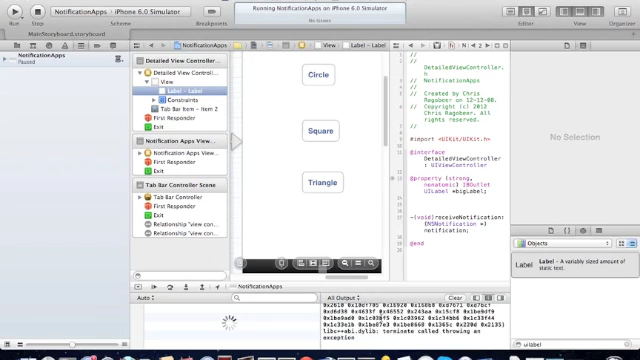 Running NotificationApps on iPhone 6.0 Simulator
No Issues
NotificationApps
iPhone 6.0 Simulator
Run
Stop
Scheme
Breakpoints
Editor
View
Organizer
MainStoryboard.storyboard
NotificationApps
Paused
NotificationApps
View
Label – Label
Detailed View Controller...
Detailed View Controll...
View
Label – Label
Constraints
Tab Bar Item – Item 2
First Responder
Exit
Notification Apps View...
Notification Apps View...
First Responder
Exit
Tab Bar Controller Scene
Tab Bar Controller
First Responder
Exit
Relationship "view con...
Relationship "view con...
Circle
Square
Triangle
//
// DetailedViewController.
h
// NotificationApps
//
// Created by Chris
Ragobeer on 12-12-08.
// Copyright (c) 2012
Chris Ragobeer. All
rights reserved.
//
#import <UIKit/UIKit.h>
@interface
DetailedViewController
: UIViewController
@property (strong,
nonatomic) IBOutlet
UILabel *bigLabel;
-(void)receiveNotification:
(NSNotification *)
notification;
@end
No Selection
Objects
Label
Label – A variably sized amount of
static text.
uilabel
NotificationApps
Auto
All Output
Clear
libc++abi.dylib: terminate called throwing an
exception